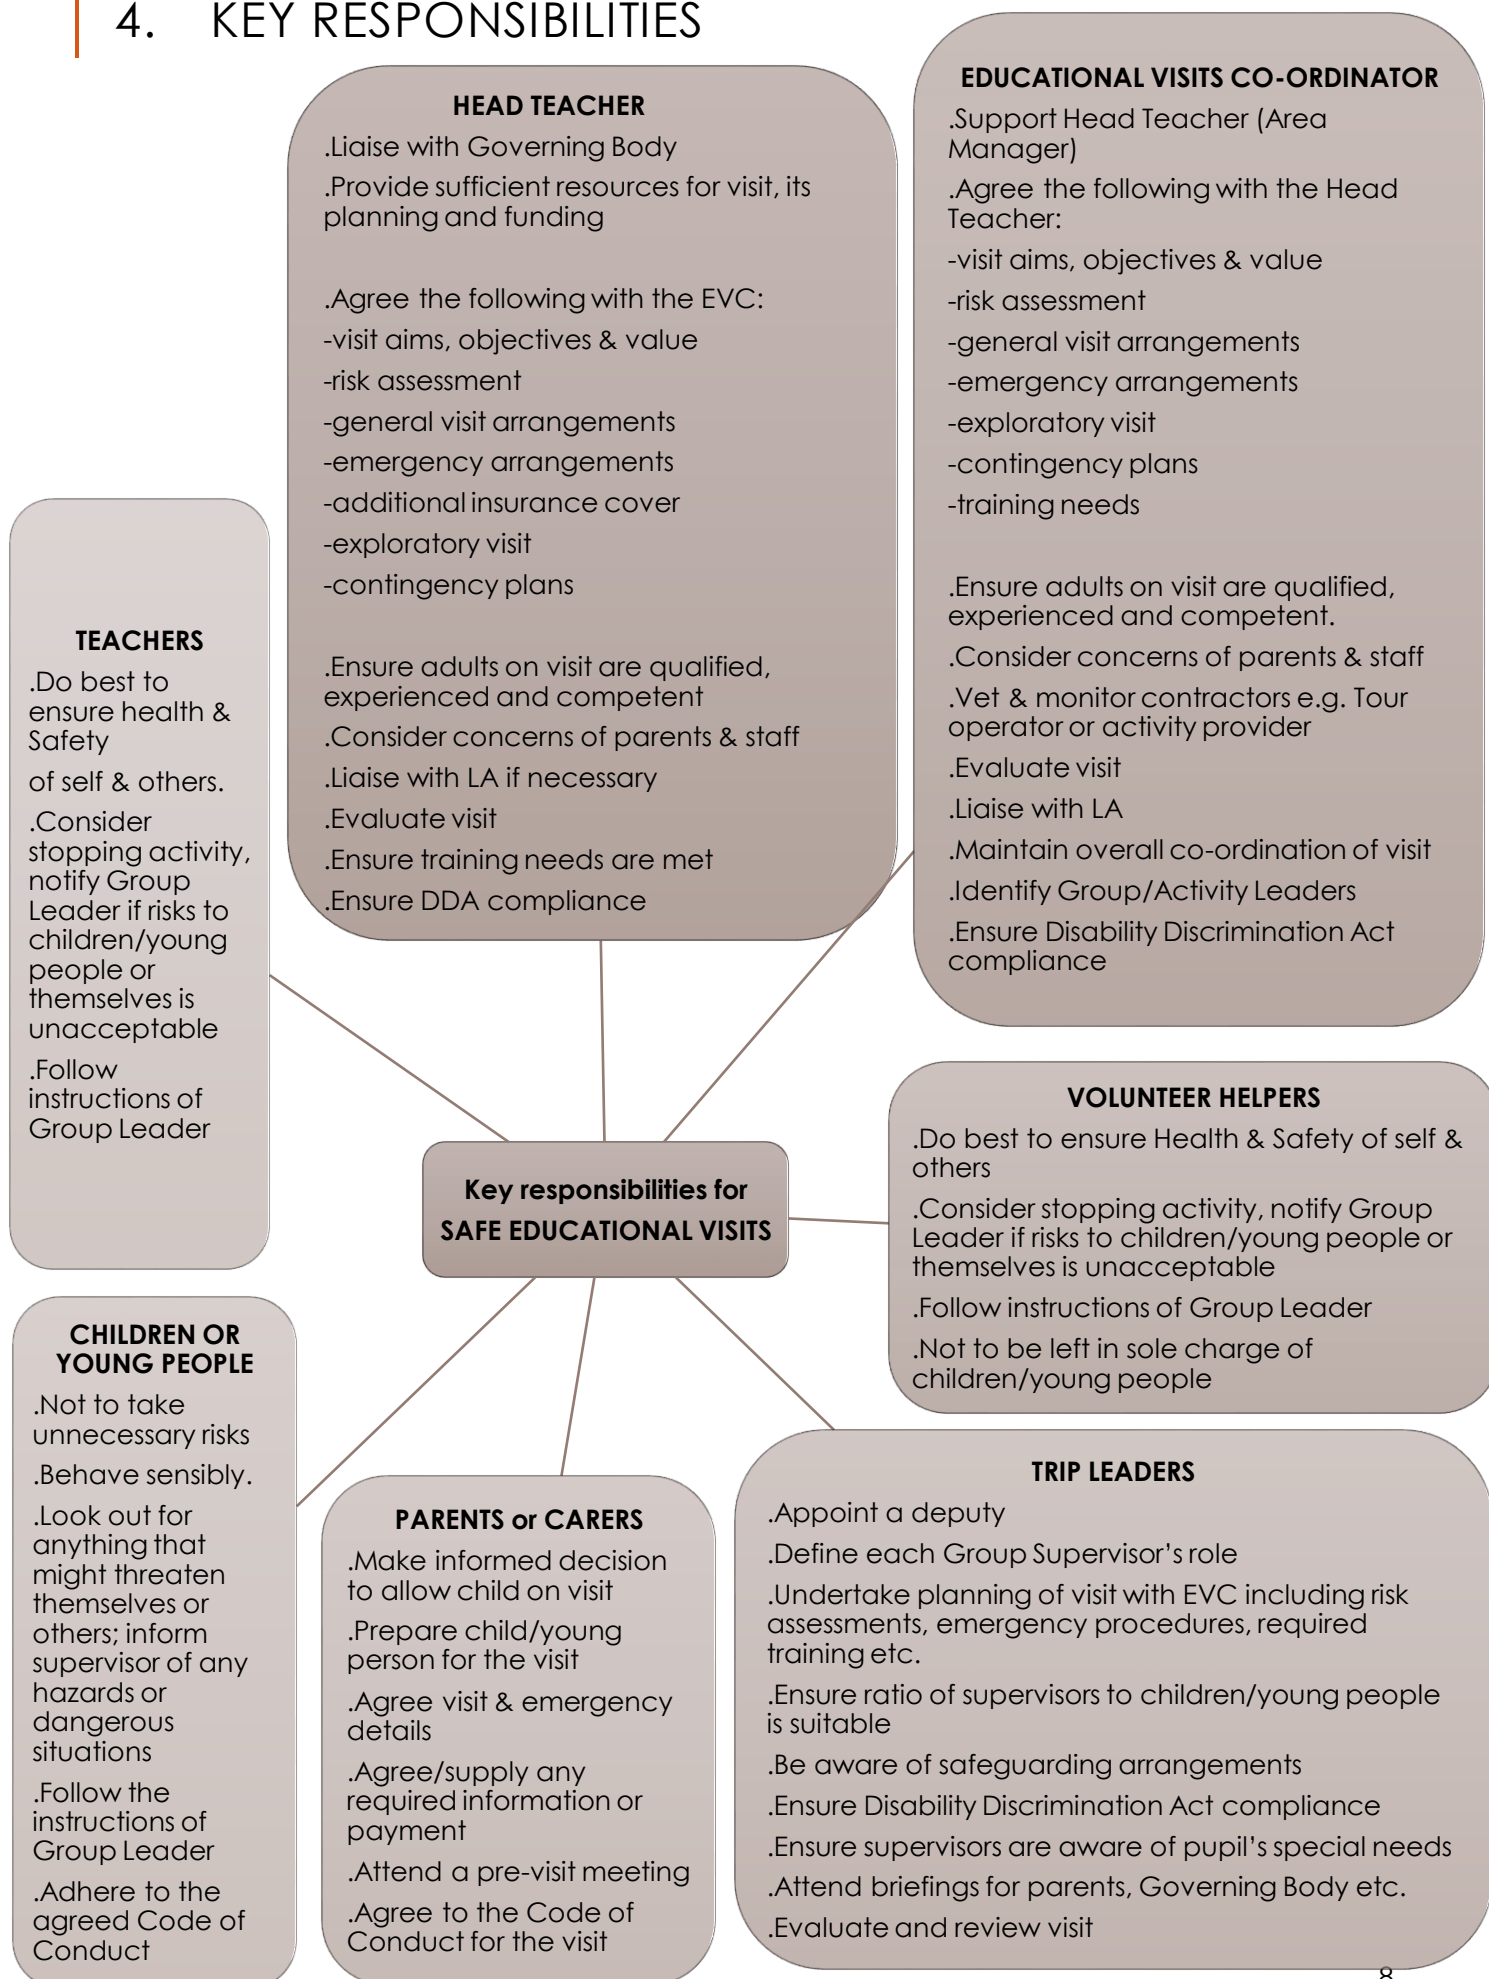 4. KEY RESPONSIBILITIES
HEAD TEACHER
.Liaise with Governing Body
.Provide sufficient resources for visit, its
planning and funding
.Agree the following with the EVC:
-visit aims, objectives & value
-risk assessment
-general visit arrangements
-emergency arrangements
-additional insurance cover
-exploratory visit
-contingency plans
.Ensure adults on visit are qualified,
experienced and competent
.Consider concerns of parents & staff
.Liaise with LA if necessary
.Evaluate visit
.Ensure training needs are met
.Ensure DDA compliance
EDUCATIONAL VISITS CO-ORDINATOR
.Support Head Teacher (Area
Manager)
.Agree the following with the Head
Teacher:
-visit aims, objectives & value
-risk assessment
-general visit arrangements
-emergency arrangements
-exploratory visit
-contingency plans
-training needs
.Ensure adults on visit are qualified,
experienced and competent.
.Consider concerns of parents & staff
.Vet & monitor contractors e.g. Tour
operator or activity provider
.Evaluate visit
.Liaise with LA
.Maintain overall co-ordination of visit
.Identify Group/Activity Leaders
.Ensure Disability Discrimination Act
compliance
TEACHERS
.Do best to
ensure health &
Safety
of self & others.
.Consider
stopping activity,
notify Group
Leader if risks to
children/young
people or
themselves is
unacceptable
.Follow
instructions of
Group Leader
Key responsibilities for
SAFE EDUCATIONAL VISITS
VOLUNTEER HELPERS
.Do best to ensure Health & Safety of self &
others
.Consider stopping activity, notify Group
Leader if risks to children/young people or
themselves is unacceptable
.Follow instructions of Group Leader
.Not to be left in sole charge of
children/young people
CHILDREN OR
YOUNG PEOPLE
.Not to take
unnecessary risks
.Behave sensibly.
.Look out for
anything that
might threaten
themselves or
others; inform
supervisor of any
hazards or
dangerous
situations
.Follow the
instructions of
Group Leader
.Adhere to the
agreed Code of
Conduct
PARENTS or CARERS
.Make informed decision
to allow child on visit
.Prepare child/young
person for the visit
.Agree visit & emergency
details
.Agree/supply any
required information or
payment
.Attend a pre-visit meeting
.Agree to the Code of
Conduct for the visit
TRIP LEADERS
.Appoint a deputy
.Define each Group Supervisor’s role
.Undertake planning of visit with EVC including risk
assessments, emergency procedures, required
training etc.
.Ensure ratio of supervisors to children/young people
is suitable
.Be aware of safeguarding arrangements
.Ensure Disability Discrimination Act compliance
.Ensure supervisors are aware of pupil’s special needs
.Attend briefings for parents, Governing Body etc.
.Evaluate and review visit
8